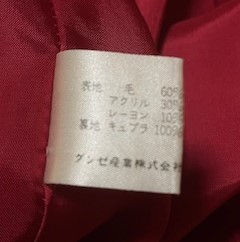 表地 毛 60%
アクリル 30%
レーヨン 10%
裏地 キュプラ 100%
グンゼ産業株式会